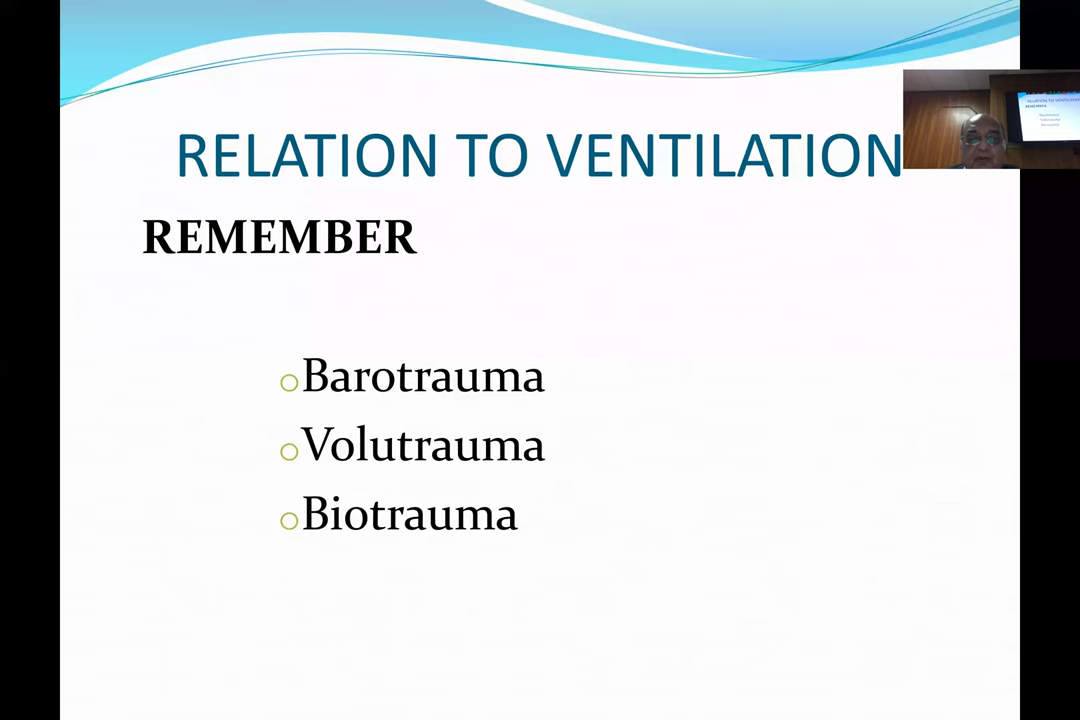 RELATION TO VENTILATION
REMEMBER
Barotrauma
Volutrauma
Biotrauma